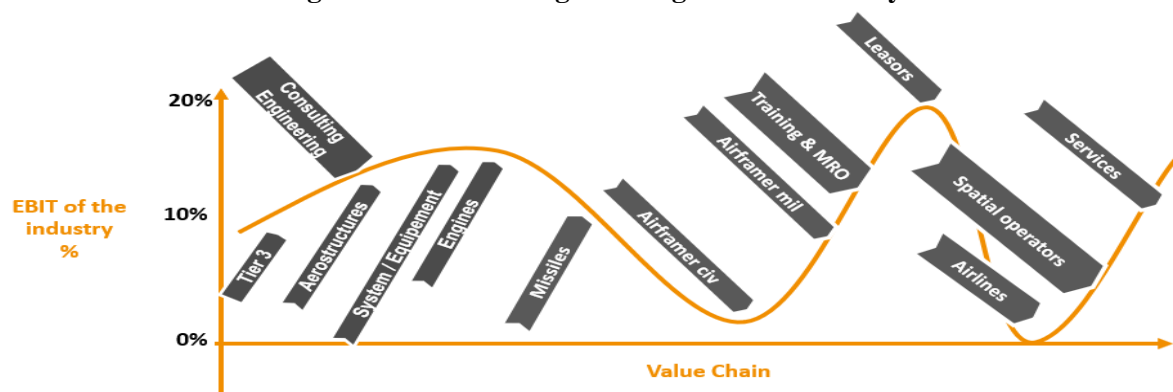 20%
10%
0%
EBIT of the
industry
%
Tier 3
Consulting
Engineering
Aerostructures
System / Equipement
Engines
Missiles
Airframer civ
Airframer mil
Training & MRO
Leasors
Spatial operators
Airlines
Services
Value Chain